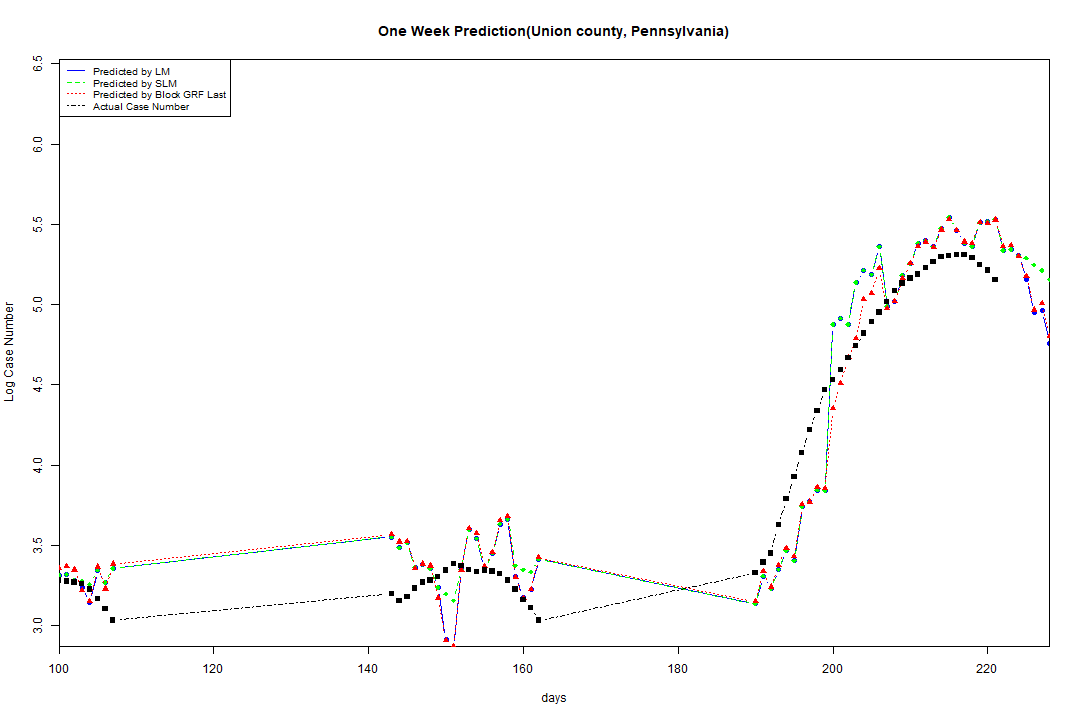 One Week Prediction(Union county, Pennsylvania)
Predicted by LM
Predicted by SLM
Predicted by Block GRF Last
Actual Case Number
6.5
6.0
5.5
5.0
4.5
4.0
3.5
3.0
Log Case Number
100 120 140 160 180 200 220
days